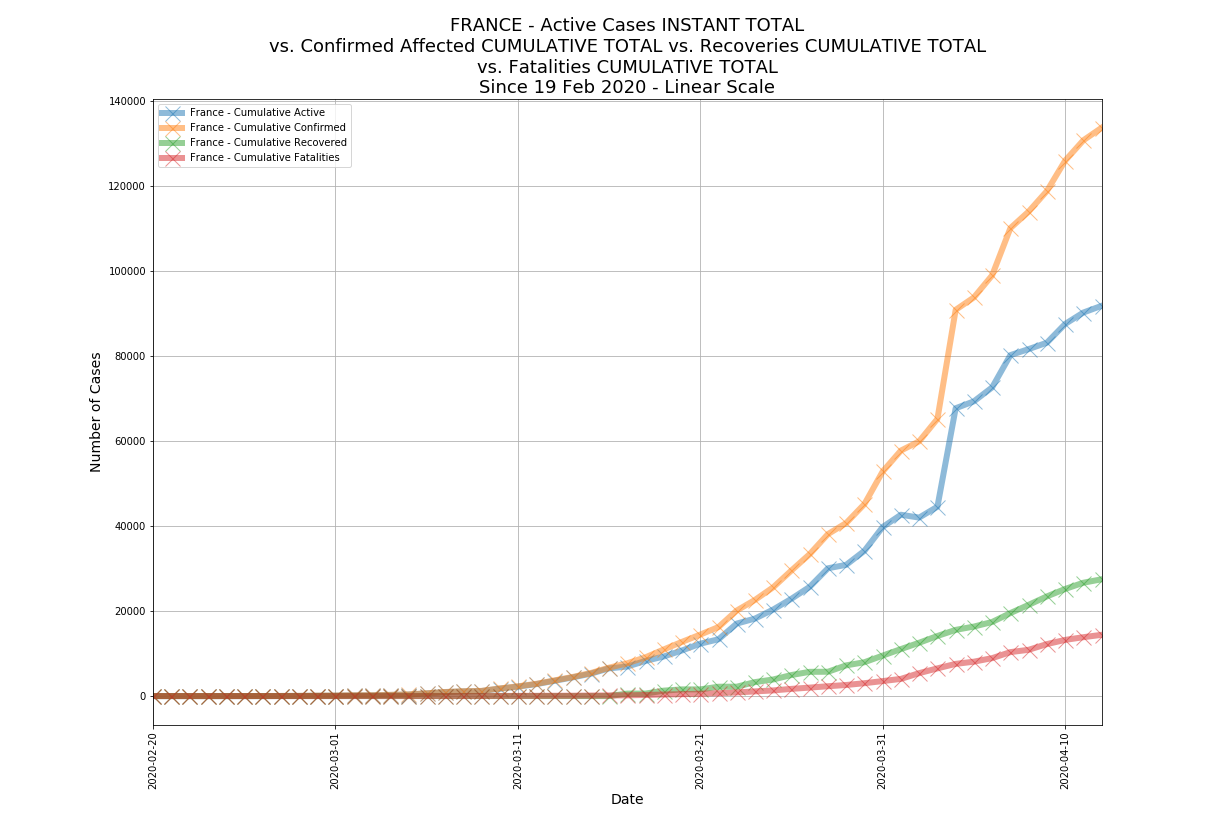 FRANCE - Active Cases INSTANT TOTAL
vs. Confirmed Affected CUMULATIVE TOTAL vs. Recoveries CUMULATIVE TOTAL
vs. Fatalities CUMULATIVE TOTAL
Since 19 Feb 2020 - Linear Scale
France - Cumulative Active
France - Cumulative Confirmed
France - Cumulative Recovered
France - Cumulative Fatalities
Number of Cases
140000
120000
100000
80000
60000
40000
20000
0
2020-02-20
2020-03-01
2020-03-11
2020-03-21
2020-03-31
2020-04-10
Date